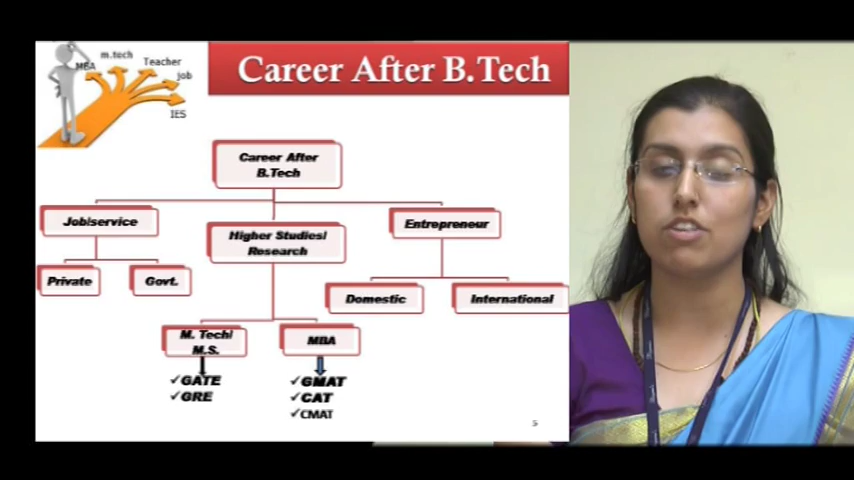 m.tech
MBA
Teacher
job
IES
Career After B.Tech
Career After
B.Tech
Job/service
Higher Studies/
Research
Entrepreneur
Private
Govt.
Domestic
International
M. Tech/
M.S.
MBA
✓GATE
✓GRE
✓GMAT
✓CAT
✓CMAT
5